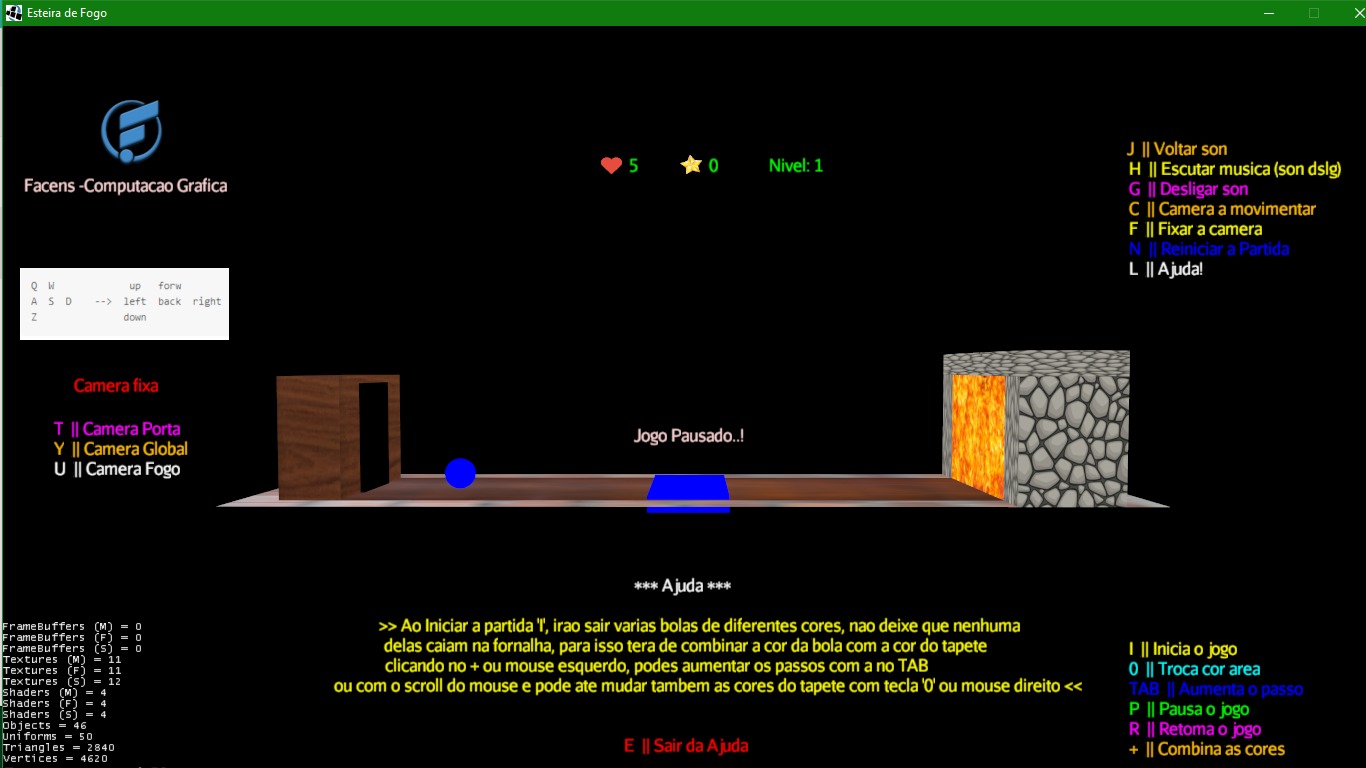 Esteira de Fogo
Facens -Computacao Grafica
5
0
Nivel: 1
J || Voltar son
H || Escutar musica (son dslg)
G || Desligar son
C || Camera a movimentar
F || Fixar a camera
N || Reiniciar a Partida
L || Ajuda!
Q W up forw
A S D --> left back right
Z down
Camera fixa
T || Camera Porta
Y || Camera Global
U || Camera Fogo
Jogo Pausado..!
*** Ajuda ***
>> Ao Iniciar a partida 'I', irao sair varias bolas de diferentes cores, nao deixe que nenhuma
delas caiam na fornalha, para isso tera de combinar a cor da bola com a cor do tapete
clicando no + ou mouse esquerdo, podes aumentar os passos com a no TAB
ou com o scroll do mouse e pode ate mudar tambem as cores do tapete com tecla '0' ou mouse direito <<
E || Sair da Ajuda
FrameBuffers (M) = 0
FrameBuffers (F) = 0
FrameBuffers (S) = 0
Textures (M) = 11
Textures (F) = 11
Textures (S) = 12
Shaders (M) = 4
Shaders (F) = 4
Shaders (S) = 4
Objects = 46
Uniforms = 50
Triangles = 2840
Vertices = 4620
I || Inicia o jogo
0 || Troca cor area
TAB || Aumenta o passo
P || Pausa o jogo
R || Retoma o jogo
+ || Combina as cores